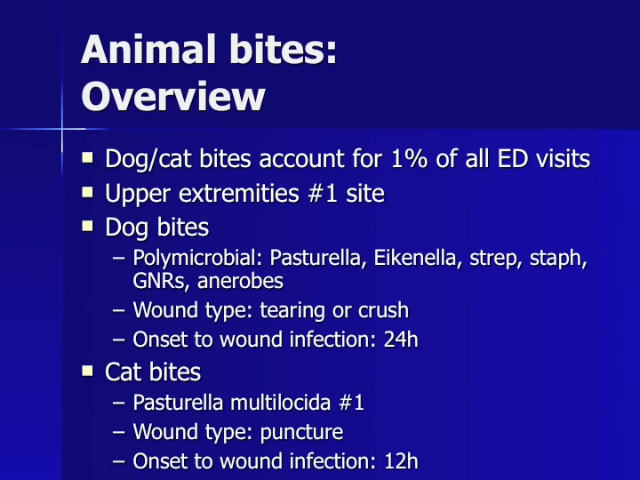 Animal bites:
Overview
Dog/cat bites account for 1% of all ED visits
Upper extremities #1 site
Dog bites
– Polymicrobial: Pasturella, Eikenella, strep, staph,
GNRs, anerobes
– Wound type: tearing or crush
– Onset to wound infection: 24h
Cat bites
– Pasturella multilocida #1
– Wound type: puncture
– Onset to wound infection: 12h